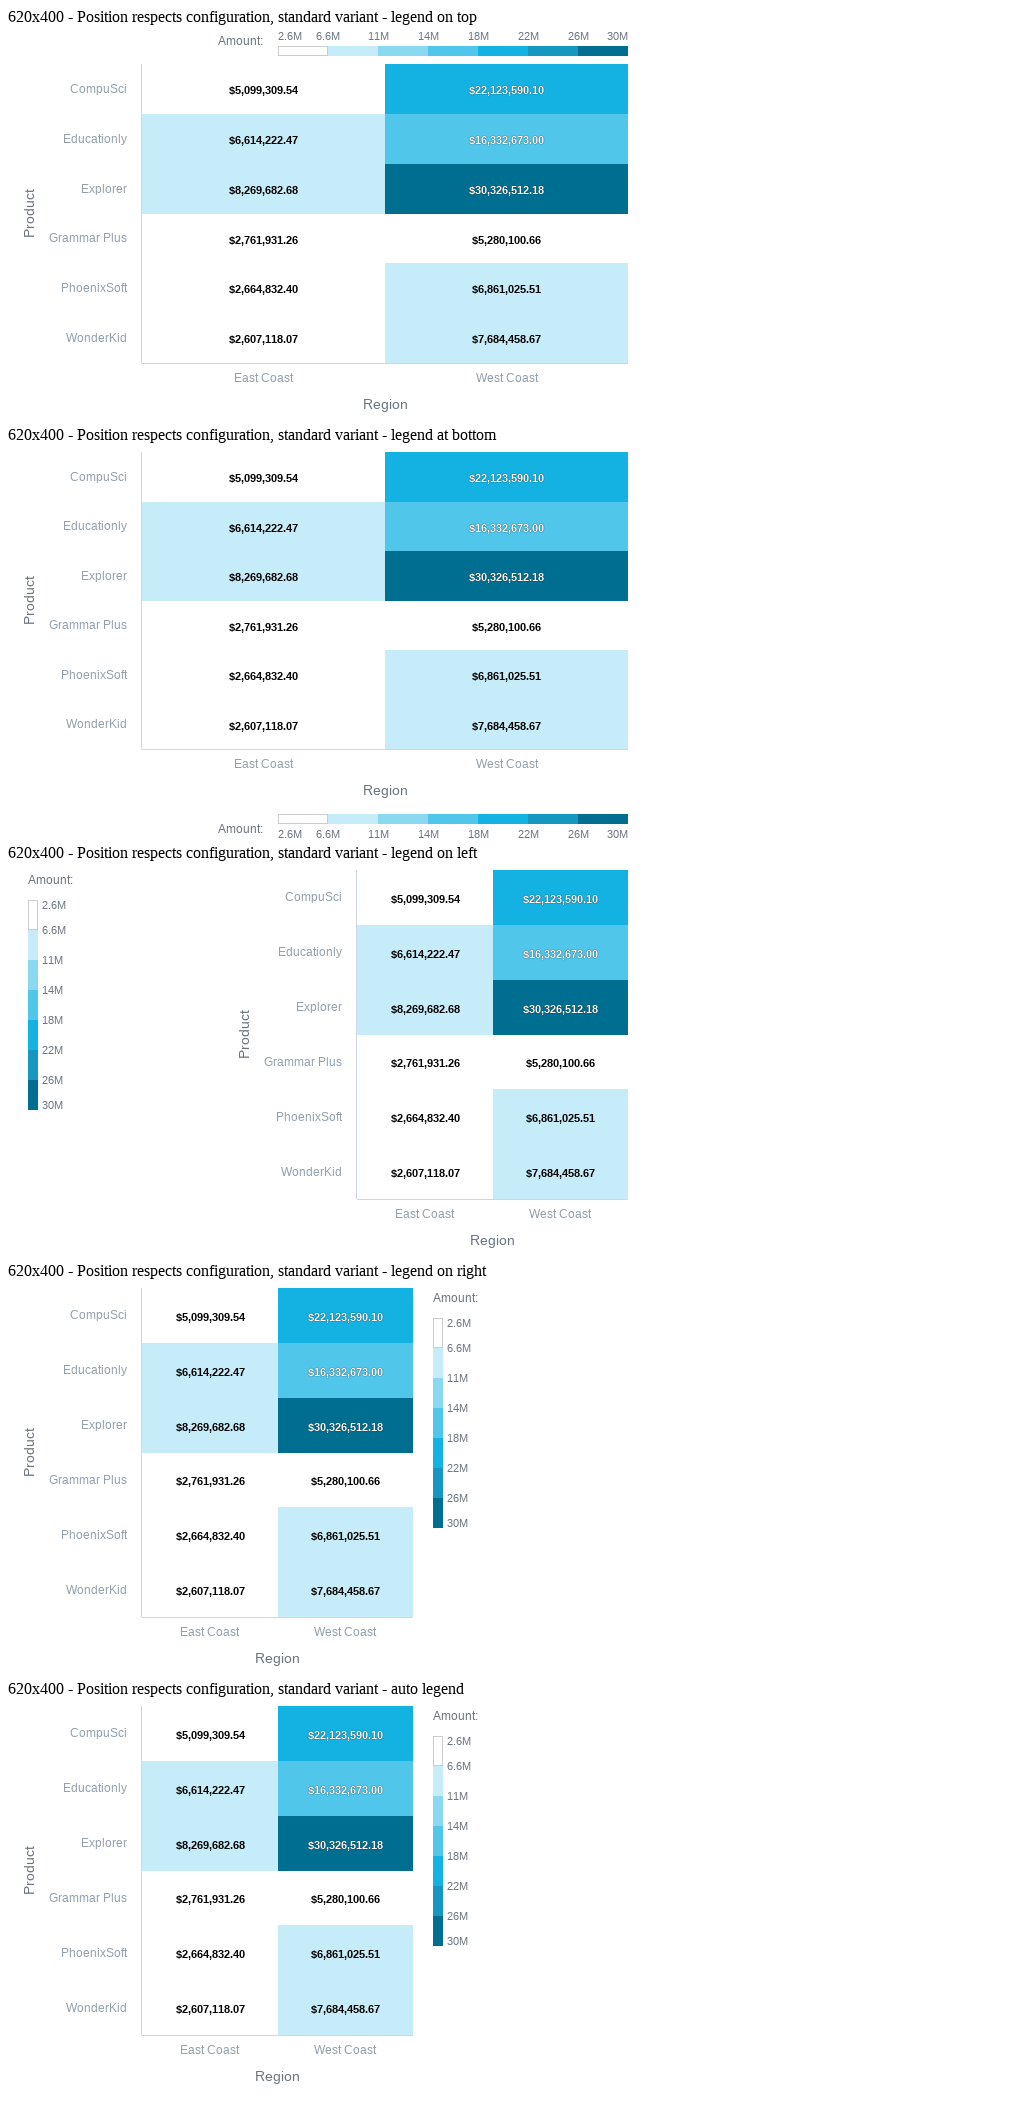 620x400 - Position respects configuration, standard variant - legend on top
Amount: 2.6M 6.6M 11M 14M 18M 22M 26M 30M
CompuSci $5,099,309.54 $22,123,590.10
Educationly $6,614,222.47 $16,332,673.00
Explorer $8,269,682.68 $30,326,512.18
Product
Grammar Plus $2,761,931.26 $5,280,100.66
PhoenixSoft $2,664,832.40 $6,861,025.51
WonderKid $2,607,118.07 $7,684,458.67
East Coast West Coast
Region
620x400 - Position respects configuration, standard variant - legend at bottom
CompuSci $5,099,309.54 $22,123,590.10
Educationly $6,614,222.47 $16,332,673.00
Explorer $8,269,682.68 $30,326,512.18
Product
Grammar Plus $2,761,931.26 $5,280,100.66
PhoenixSoft $2,664,832.40 $6,861,025.51
WonderKid $2,607,118.07 $7,684,458.67
East Coast West Coast
Region
Amount: 2.6M 6.6M 11M 14M 18M 22M 26M 30M
620x400 - Position respects configuration, standard variant - legend on left
Amount:
2.6M
6.6M
11M
14M
18M
22M
26M
30M
CompuSci $5,099,309.54 $22,123,590.10
Educationly $6,614,222.47 $16,332,673.00
Explorer $8,269,682.68 $30,326,512.18
Product
Grammar Plus $2,761,931.26 $5,280,100.66
PhoenixSoft $2,664,832.40 $6,861,025.51
WonderKid $2,607,118.07 $7,684,458.67
East Coast West Coast
Region
620x400 - Position respects configuration, standard variant - legend on right
CompuSci $5,099,309.54 $22,123,590.10
Educationly $6,614,222.47 $16,332,673.00
Explorer $8,269,682.68 $30,326,512.18
Product
Grammar Plus $2,761,931.26 $5,280,100.66
PhoenixSoft $2,664,832.40 $6,861,025.51
WonderKid $2,607,118.07 $7,684,458.67
East Coast West Coast
Region
Amount:
2.6M
6.6M
11M
14M
18M
22M
26M
30M
620x400 - Position respects configuration, standard variant - auto legend
CompuSci $5,099,309.54 $22,123,590.10
Educationly $6,614,222.47 $16,332,673.00
Explorer $8,269,682.68 $30,326,512.18
Product
Grammar Plus $2,761,931.26 $5,280,100.66
PhoenixSoft $2,664,832.40 $6,861,025.51
WonderKid $2,607,118.07 $7,684,458.67
East Coast West Coast
Region
Amount:
2.6M
6.6M
11M
14M
18M
22M
26M
30M